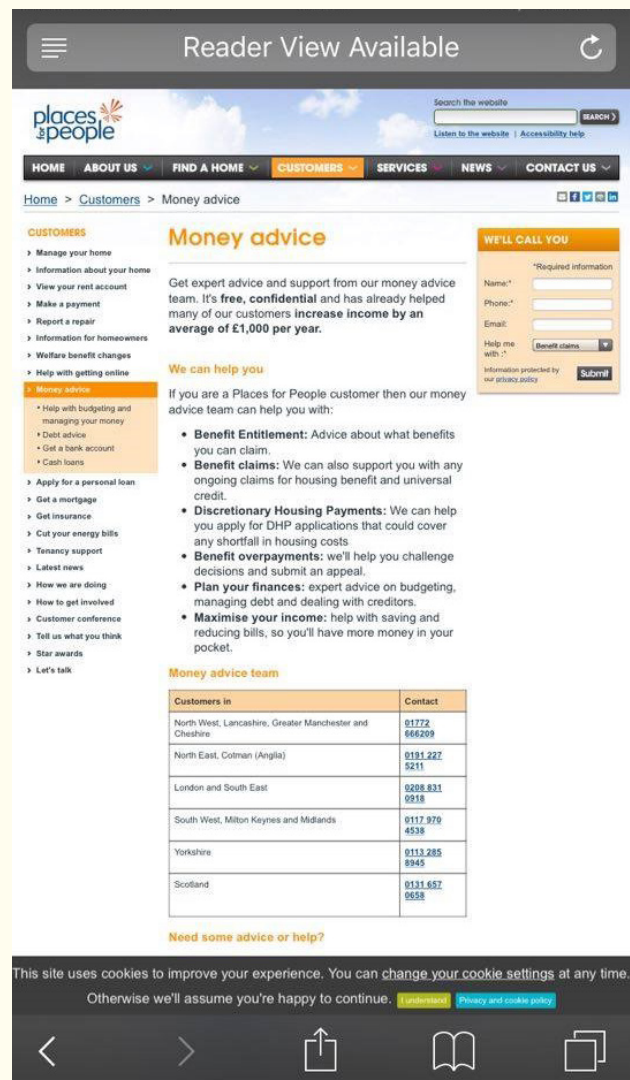 Reader View Available
places for people
Search the website
SEARCH
Listen to the website | Accessibility help
HOME ABOUT US FIND A HOME CUSTOMERS SERVICES NEWS CONTACT US
Home > Customers > Money advice
CUSTOMERS
Manage your home
Information about your home
View your rent account
Make a payment
Report a repair
Information for homeowners
Welfare benefit changes
Help with getting online
Money advice
Help with budgeting and
managing your money
Debt advice
Get a bank account
Cash loans
Apply for a personal loan
Get a mortgage
Get insurance
Cut your energy bills
Tenancy support
Latest news
How we are doing
How to get involved
Customer conference
Tell us what you think
Star awards
Let's talk
Money advice
Get expert advice and support from our money advice
team. It's free, confidential and has already helped
many of our customers increase income by an
average of £1,000 per year.
We can help you
If you are a Places for People customer then our money
advice team can help you with:
• Benefit Entitlement: Advice about what benefits
you can claim.
• Benefit claims: We can also support you with any
ongoing claims for housing benefit and universal
credit.
• Discretionary Housing Payments: We can help
you apply for DHP applications that could cover
any shortfall in housing costs
• Benefit overpayments: we'll help you challenge
decisions and submit an appeal.
• Plan your finances: expert advice on budgeting,
managing debt and dealing with creditors.
• Maximise your income: help with saving and
reducing bills, so you'll have more money in your
pocket.
Money advice team
Customers in Contact
North West, Lancashire, Greater Manchester and
Cheshire
01772
666209
North East, Cotman (Anglia)
0191 227
5211
London and South East
0208 831
0918
South West, Milton Keynes and Midlands
0117 970
4538
Yorkshire
0113 285
8945
Scotland
0131 657
0658
Need some advice or help?
WE'LL CALL YOU
*Required information
Name:*
Phone:*
Email:
Help me
with :*
Benefit claims
Information protected by
our privacy policy
Submit
This site uses cookies to improve your experience. You can change your cookie settings at any time.
Otherwise we'll assume you're happy to continue. I understand Privacy and cookie policy